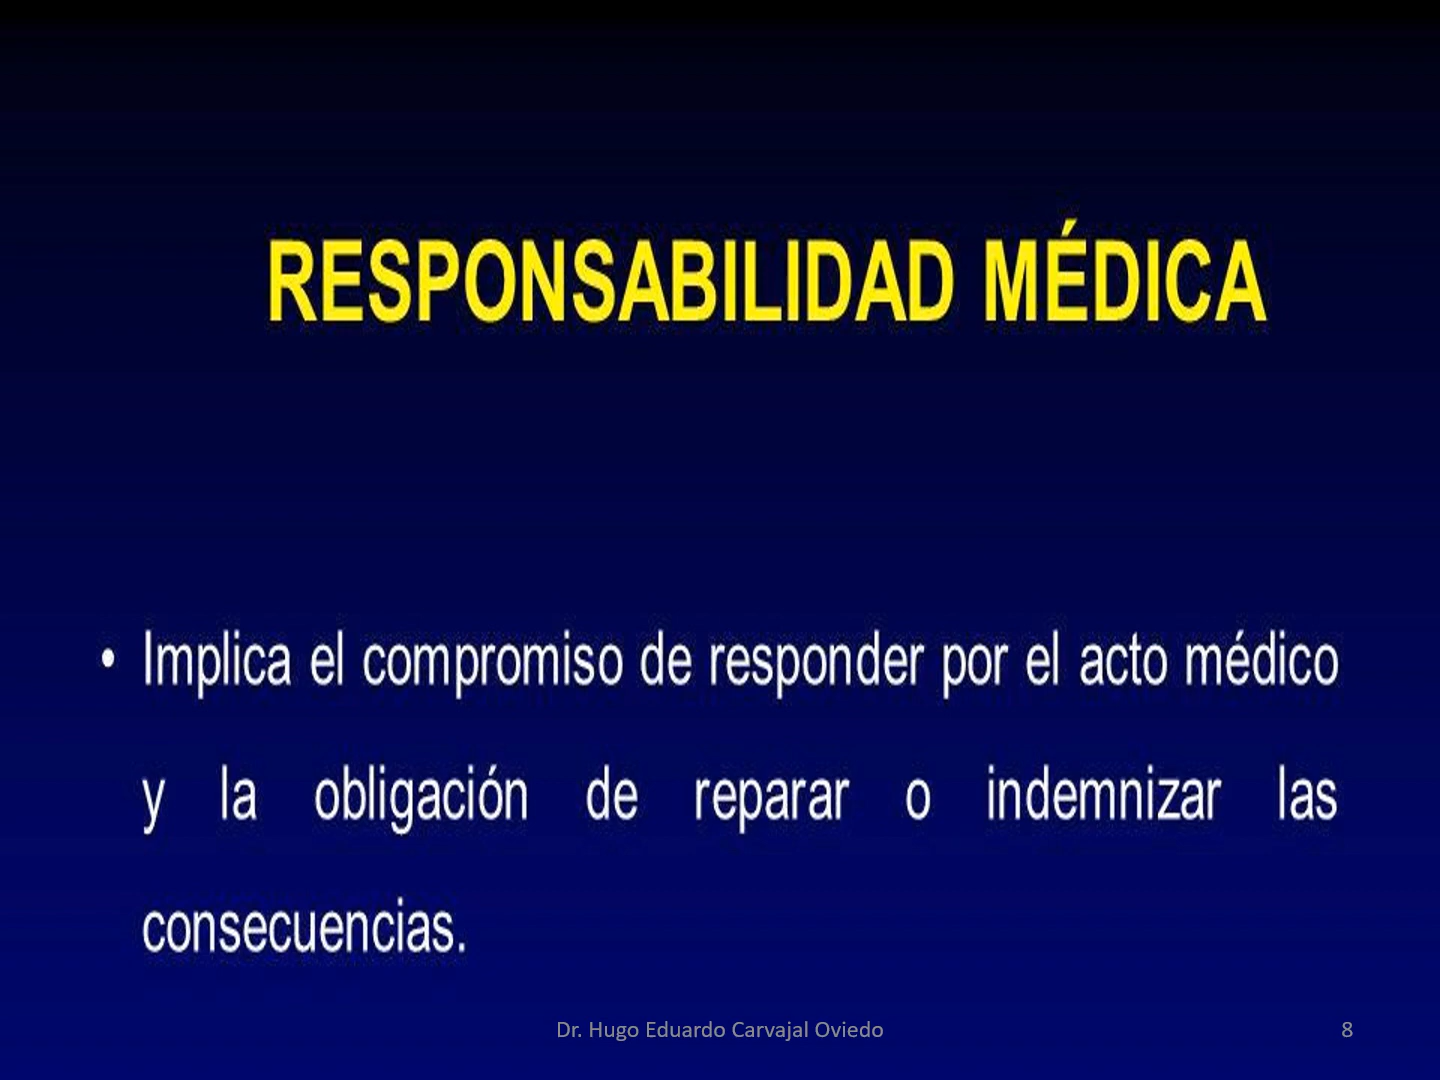 RESPONSABILIDAD MÉDICA
• Implica el compromiso de responder por el acto médico
y la obligación de reparar o indemnizar las
consecuencias.
Dr. Hugo Eduardo Carvajal Oviedo
8